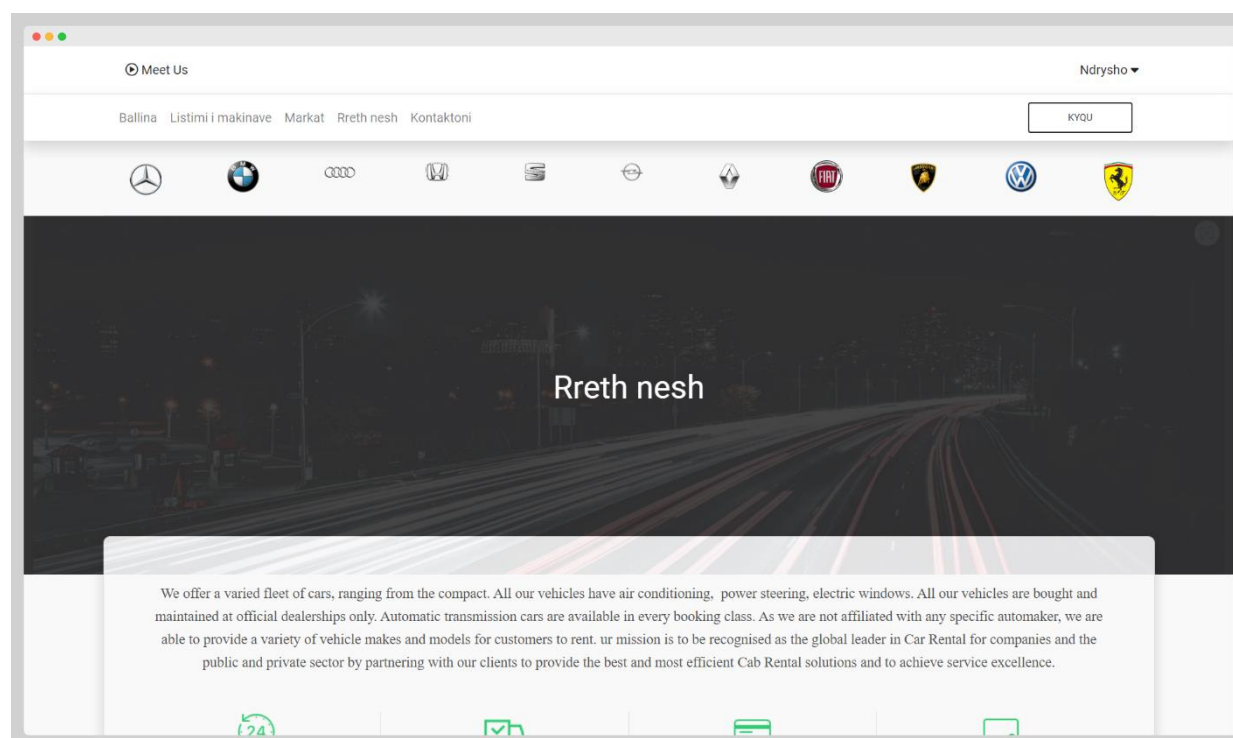 Meet Us
Ndrysho
Ballina Listimi i makinave Markat Rreth nesh Kontaktoni
KYQU
BMW
FIAT
Rreth nesh
We offer a varied fleet of cars, ranging from the compact. All our vehicles have air conditioning, power steering, electric windows. All our vehicles are bought and
maintained at official dealerships only. Automatic transmission cars are available in every booking class. As we are not affiliated with any specific automaker, we are
able to provide a variety of vehicle makes and models for customers to rent. ur mission is to be recognised as the global leader in Car Rental for companies and the
public and private sector by partnering with our clients to provide the best and most efficient Cab Rental solutions and to achieve service excellence.
24